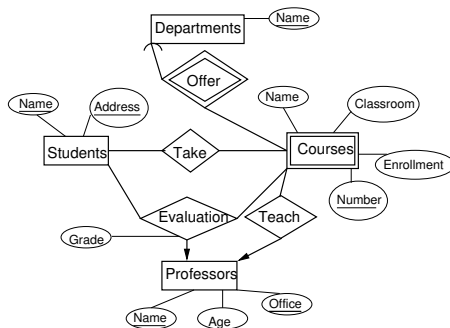 Name
Departments
Offer
Name
Classroom
Name
Address
Students
Take
Courses
Enrollment
Number
Evaluation
Teach
Grade
Professors
Name
Age
Office